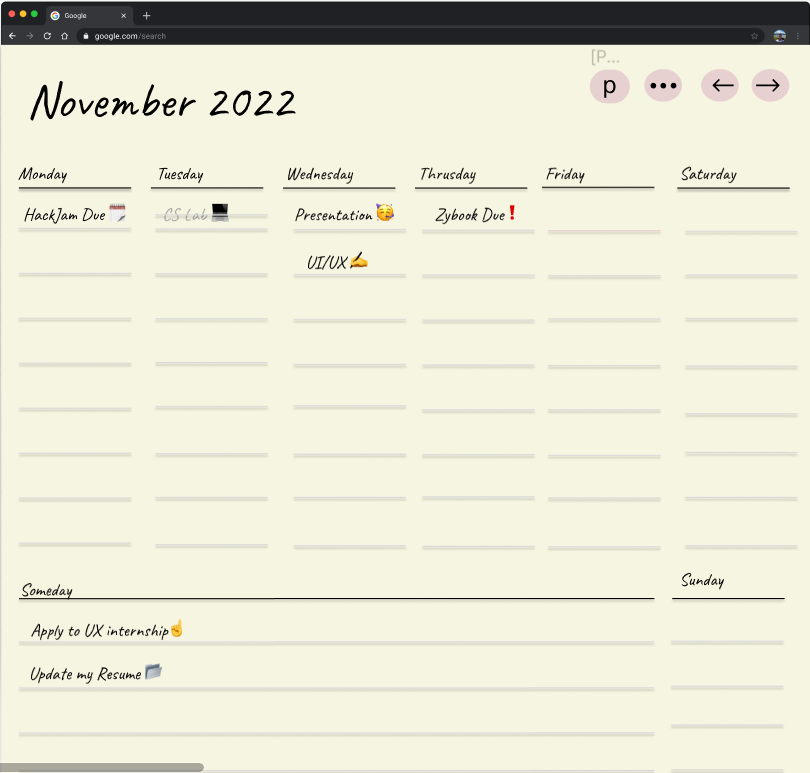 Google
google.com/search
[P...
p
November 2022
Monday
Tuesday
Wednesday
Thrusday
Friday
Saturday
HackJam Due
CS Lab
Presentation 🥳
Zybook Due❗
UI/UX✍
Someday
Sunday
Apply to UX internship☝
Update my Resume